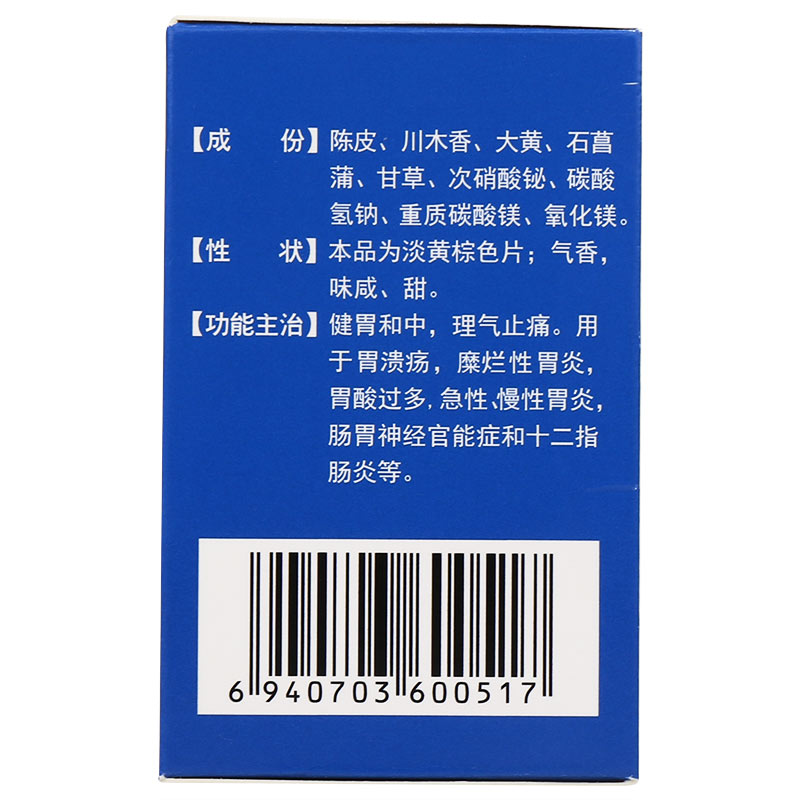 【成　份】陈皮、川木香、大黄、石菖
蒲、甘草、次硝酸铋、碳酸
氢钠、重质碳酸镁、氧化镁。
【性　状】本品为淡黄棕色片；气香，
味咸、甜。
【功能主治】健胃和中，理气止痛。用
于胃溃疡，糜烂性胃炎，
胃酸过多,急性、慢性胃炎，
肠胃神经官能症和十二指
肠炎等。
6 940703 600517